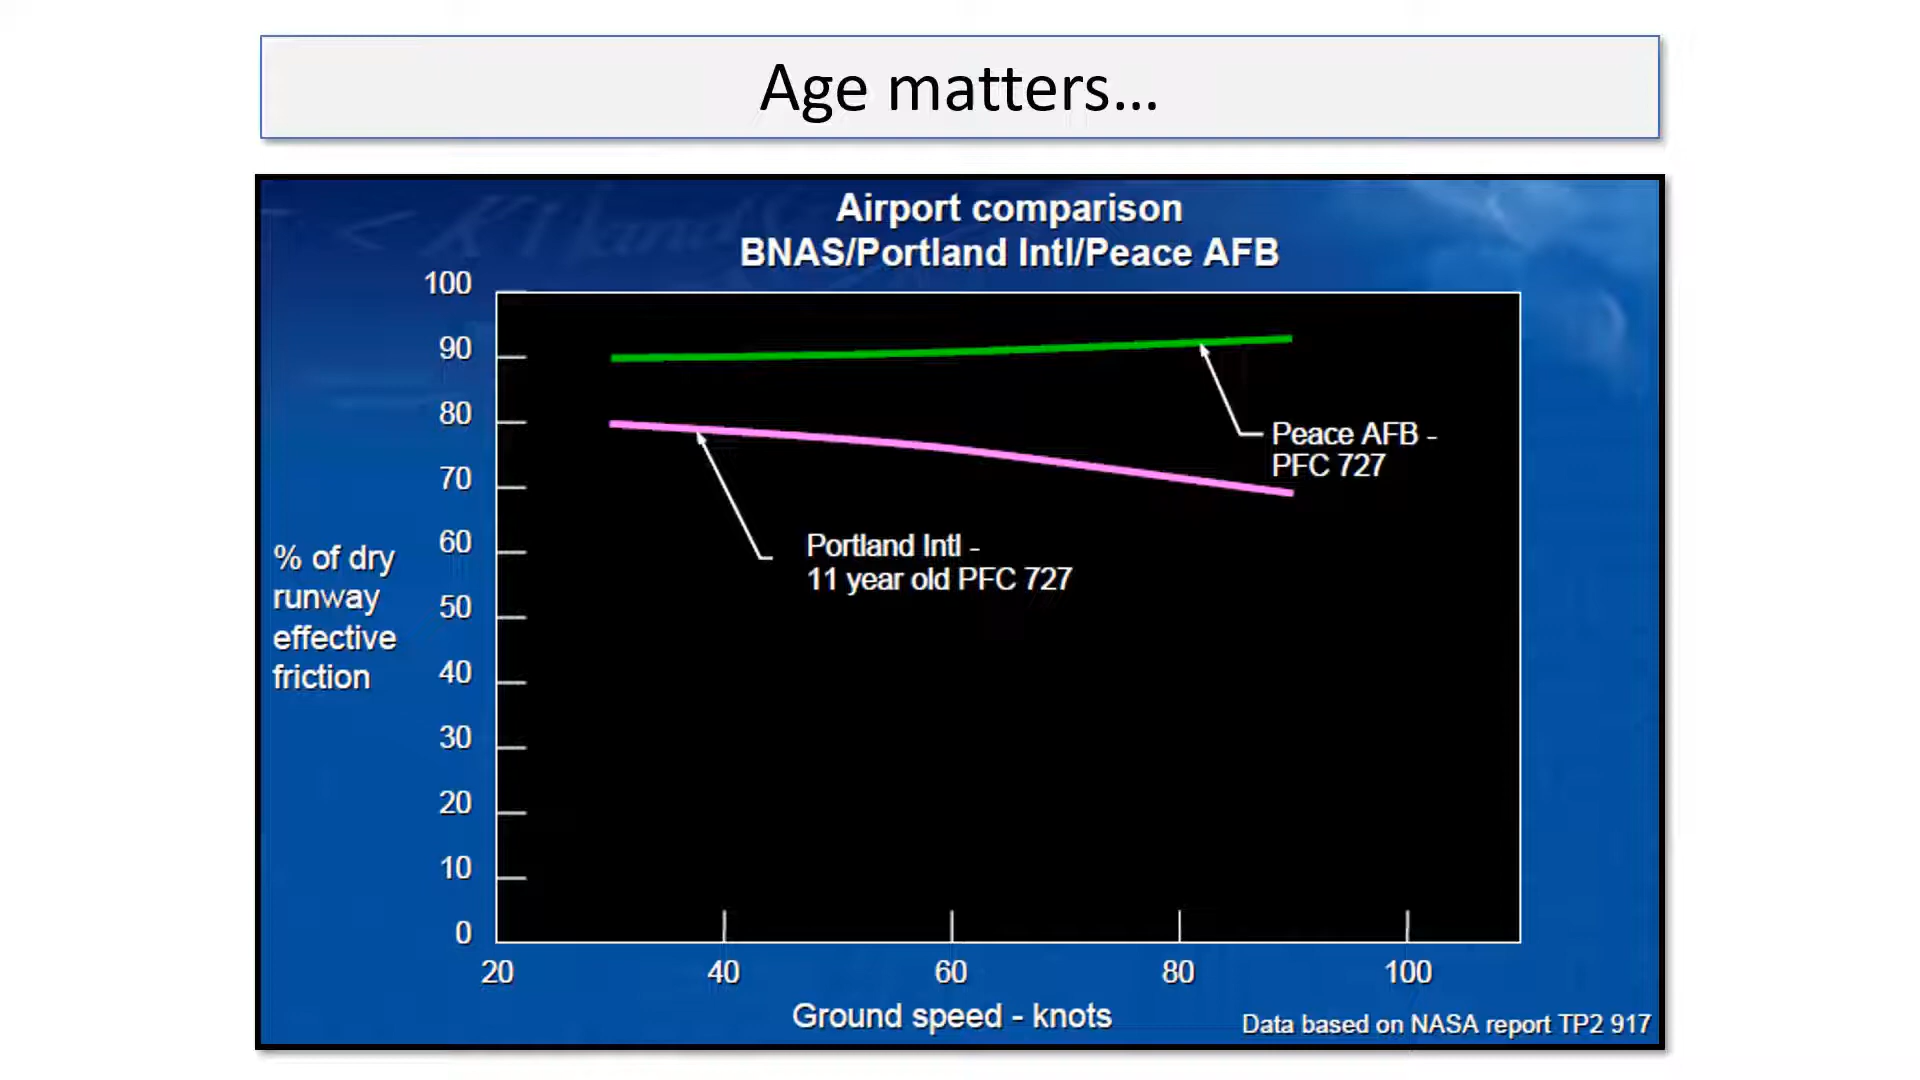 Age matters...
Airport comparison
BNAS/Portland Intl/Peace AFB
100
90
80
70
60
50
40
30
20
10
0
% of dry
runway
effective
friction
Peace AFB -
PFC 727
Portland Intl -
11 year old PFC 727
20
40
60
80
100
Ground speed - knots
Data based on NASA report TP2 917